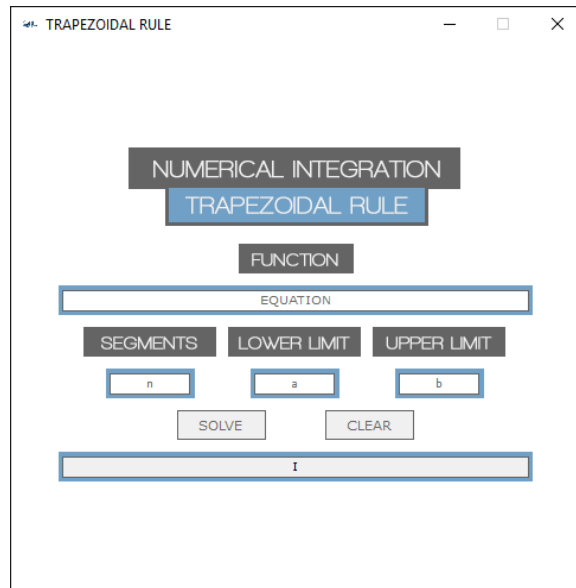 TRAPEZOIDAL RULE
NUMERICAL INTEGRATION
TRAPEZOIDAL RULE
FUNCTION
EQUATION
SEGMENTS LOWER LIMIT UPPER LIMIT
n a b
SOLVE CLEAR
I